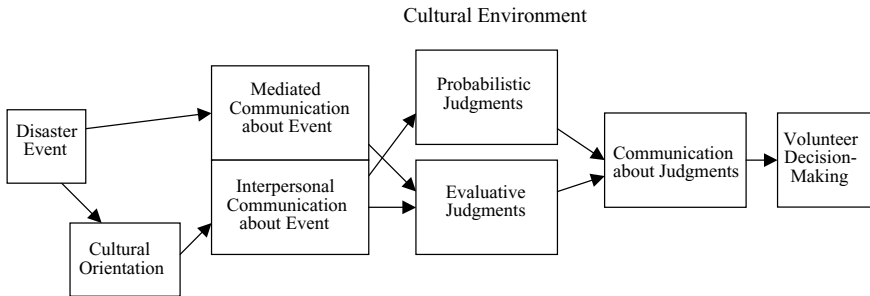 Cultural Environment
Disaster
Event
Cultural
Orientation
Mediated
Communication
about Event
Interpersonal
Communication
about Event
Probabilistic
Judgments
Evaluative
Judgments
Communication
about Judgments
Volunteer
Decision-
Making